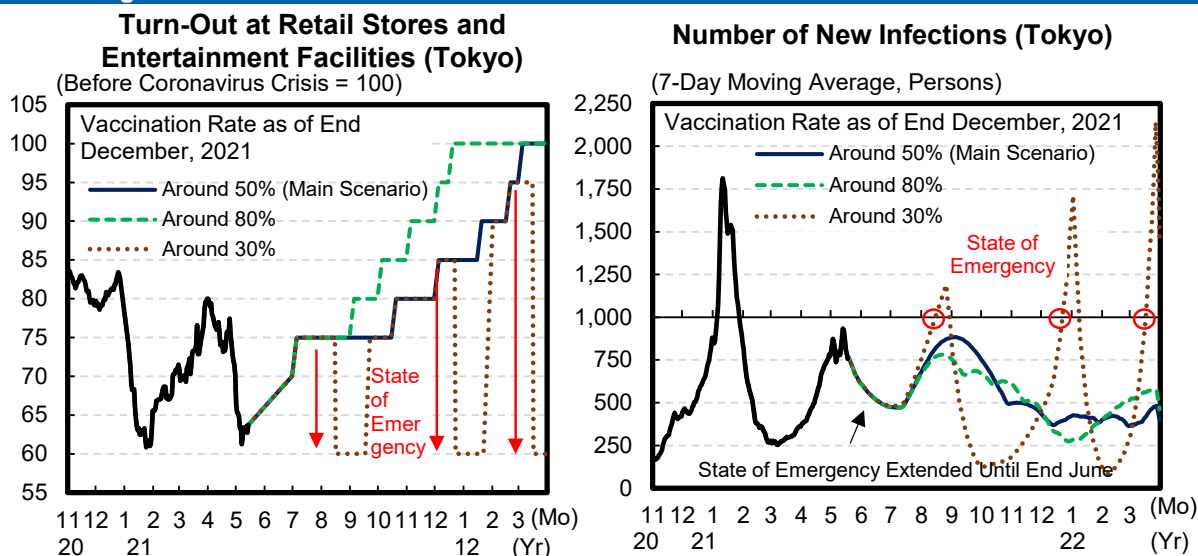 Turn-Out at Retail Stores and
Entertainment Facilities (Tokyo)
(Before Coronavirus Crisis = 100)
105
100
95
90
85
80
75
70
65
60
55
Vaccination Rate as of End
December, 2021
Around 50% (Main Scenario)
Around 80%
Around 30%
State
of
Emer
gency
11 12 1 2 3 4 5 6 7 8 9 10 11 12 1 2 3 (Mo)
20 21 12 (Yr)
Number of New Infections (Tokyo)
(7-Day Moving Average, Persons)
2,250
2,000
1,750
1,500
1,250
1,000
750
500
250
0
Vaccination Rate as of End December, 2021
Around 50% (Main Scenario)
Around 80%
Around 30%
State of
Emergency
State of Emergency Extended Until End June
11 12 1 2 3 4 5 6 7 8 9 10 11 12 1 2 3 (Mo)
20 21 22 (Yr)